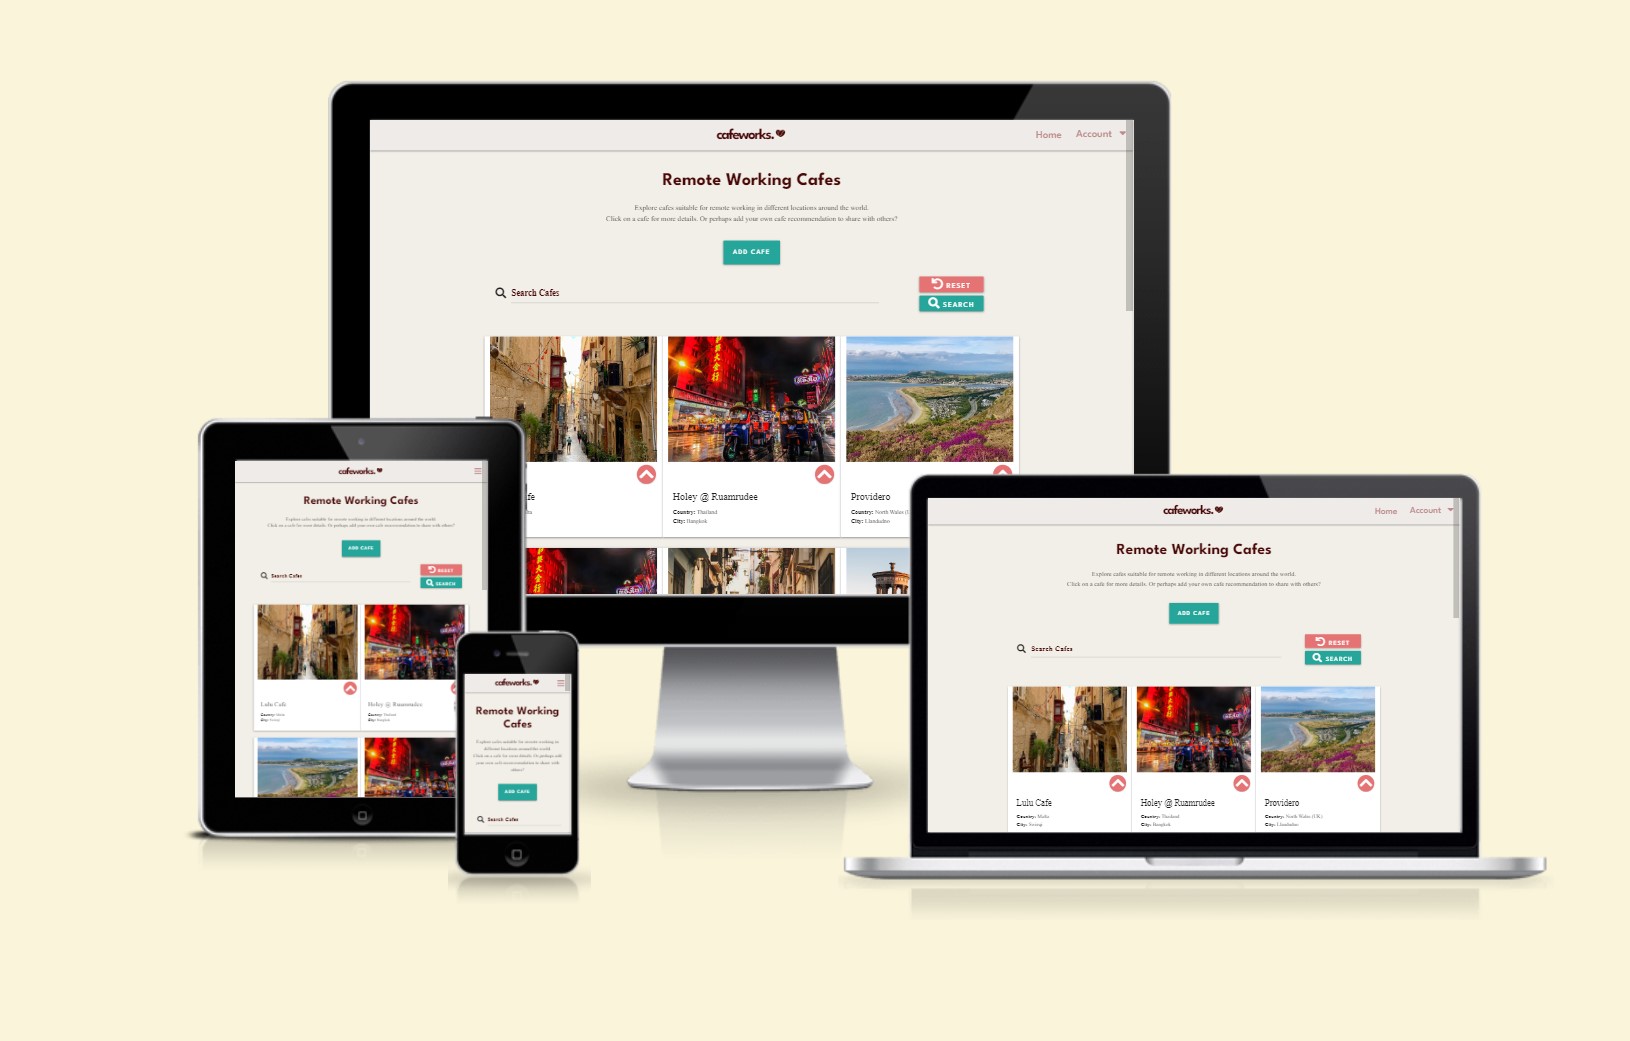 cafeworks.
Home
Account
Remote Working Cafes
Explore cafes suitable for remote working in different locations around the world.
Click on a cafe for more details. Or perhaps add your own cafe recommendation to share with others?
ADD CAFE
Search Cafes
RESET
SEARCH
fe
Holey @ Ruamrudee
Country: Thailand
City: Bangkok
Providero
Country: North Wales (U
City: Llandudno
cafeworks.
Remote Working Cafes
Explore cafes suitable for remote working in different locations around the world.
Click on a cafe for more details. Or perhaps add your own cafe recommendation to share with others?
ADD CAFE
Search Cafes
RESET
SEARCH
Lulu Cafe
Country: Malta
City: Swieqi
Holey @ Ruamrudee
Country: Thailand
City: Bangkok
cafeworks.
Remote Working
Cafes
Explore cafes suitable for remote working in
different locations around the world.
Click on a cafe for more details. Or perhaps add
your own cafe recommendation to share with
others?
ADD CAFE
Search Cafes
cafeworks.
Home
Account
Remote Working Cafes
Explore cafes suitable for remote working in different locations around the world.
Click on a cafe for more details. Or perhaps add your own cafe recommendation to share with others?
ADD CAFE
Search Cafes
RESET
SEARCH
Lulu Cafe
Country: Malta
City: Swieqi
Holey @ Ruamrudee
Country: Thailand
City: Bangkok
Providero
Country: North Wales (UK)
City: Llandudno